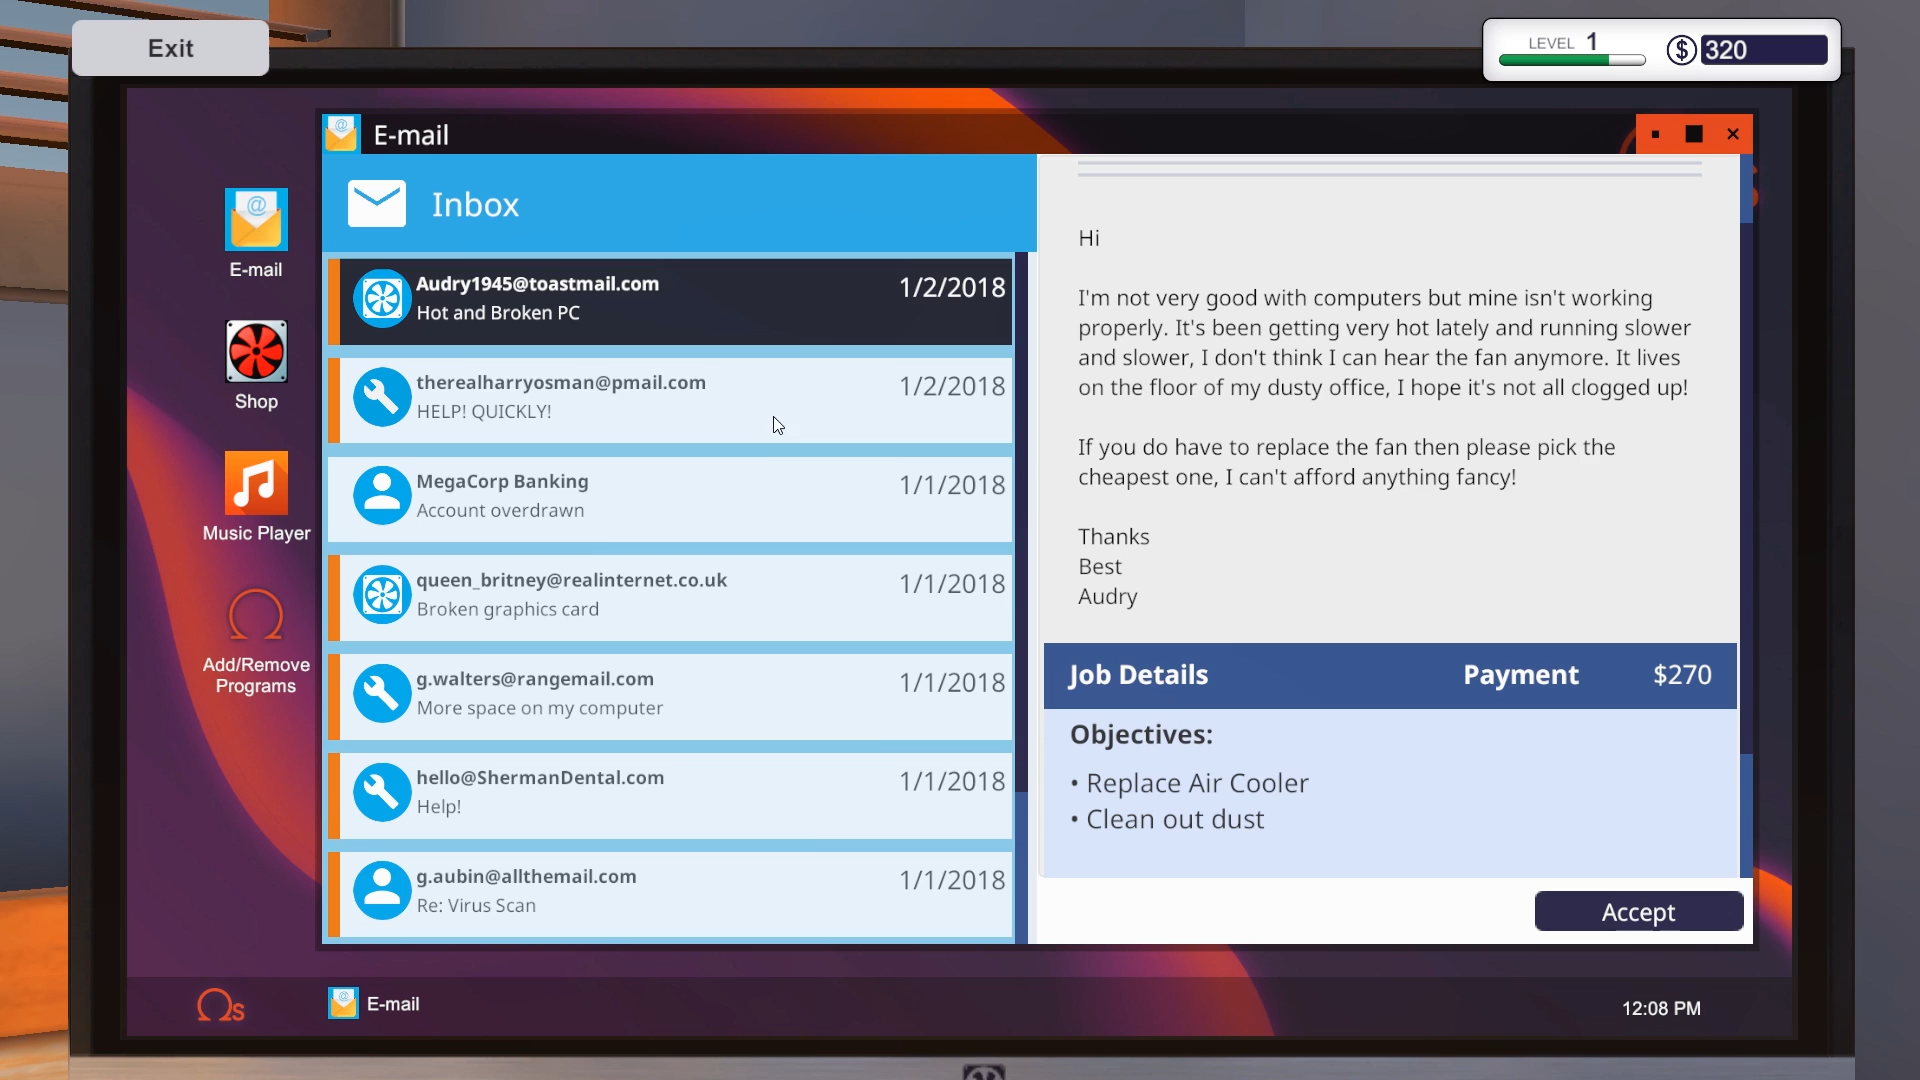 Exit
LEVEL 1
$ 320
E-mail
Inbox
E-mail
Shop
Music Player
Add/Remove
Programs
Audry1945@toastmail.com
1/2/2018
Hot and Broken PC
therealharryosman@pmail.com
1/2/2018
HELP! QUICKLY!
MegaCorp Banking
1/1/2018
Account overdrawn
queen_britney@realinternet.co.uk
1/1/2018
Broken graphics card
g.walters@rangemail.com
1/1/2018
More space on my computer
hello@ShermanDental.com
1/1/2018
Help!
g.aubin@allthemail.com
1/1/2018
Re: Virus Scan
Hi
I'm not very good with computers but mine isn't working
properly. It's been getting very hot lately and running slower
and slower, I don't think I can hear the fan anymore. It lives
on the floor of my dusty office, I hope it's not all clogged up!
If you do have to replace the fan then please pick the
cheapest one, I can't afford anything fancy!
Thanks
Best
Audry
Job Details Payment $270
Objectives:
• Replace Air Cooler
• Clean out dust
Accept
Ωs
E-mail
12:08 PM